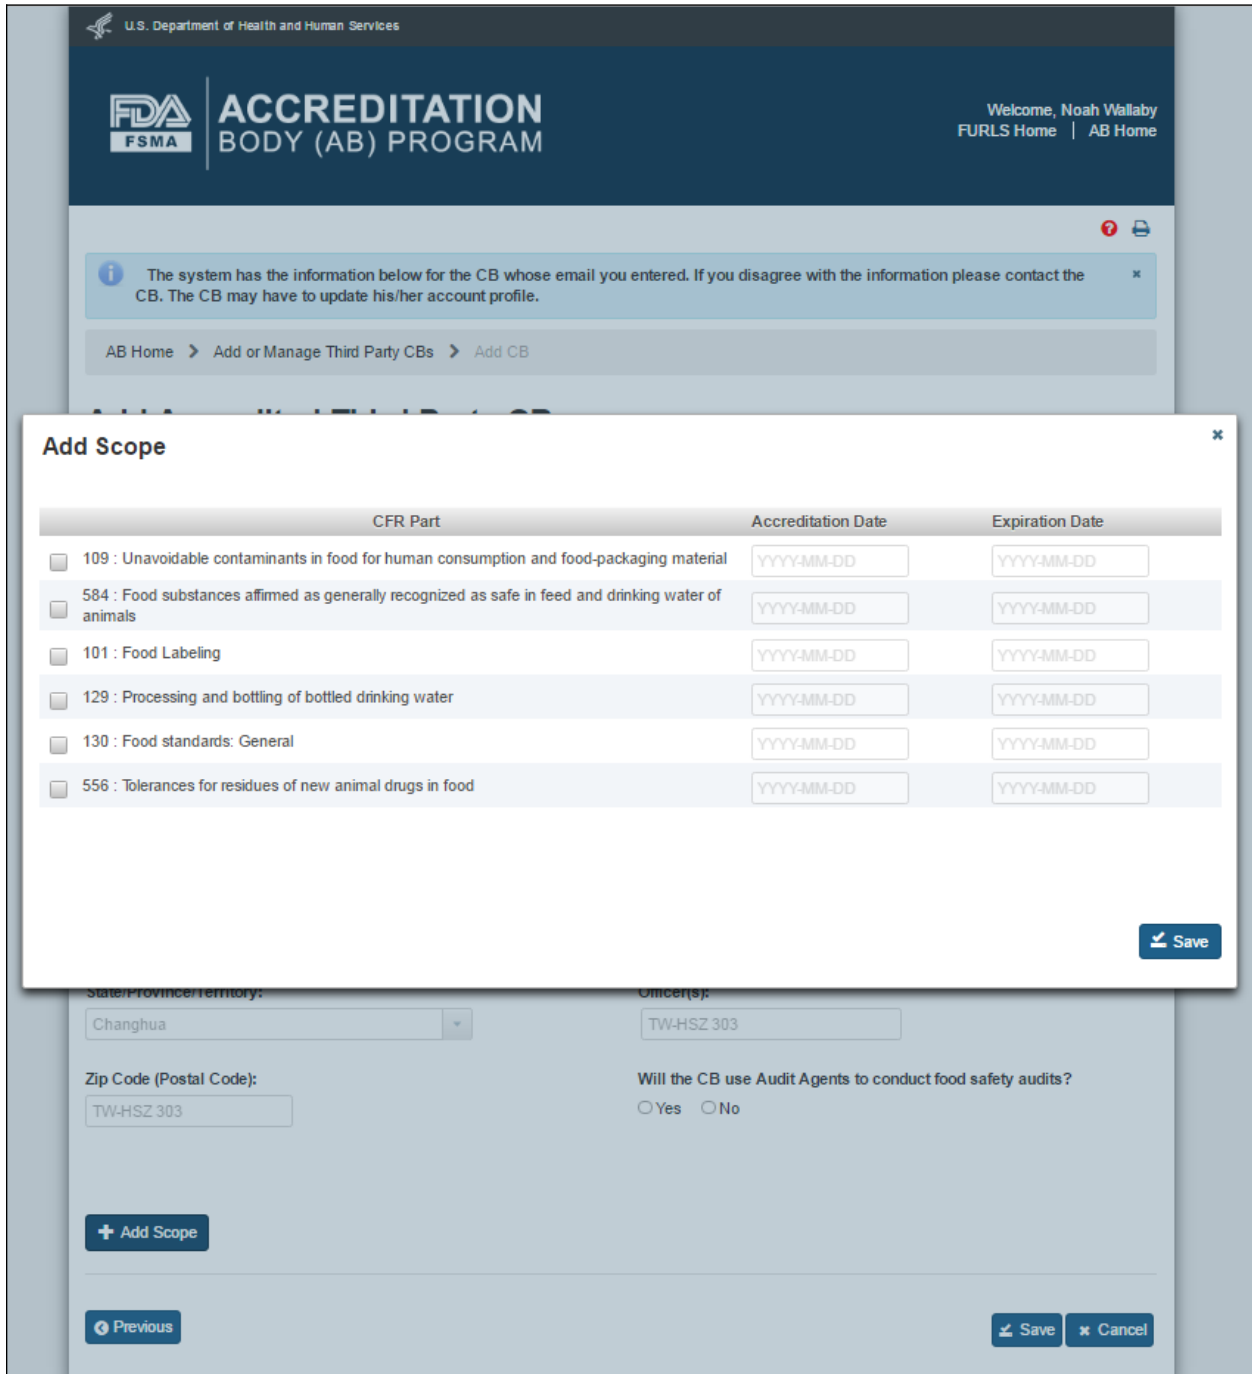 U.S. Department of Health and Human Services
FDA
FSMA
ACCREDITATION
BODY (AB) PROGRAM
Welcome, Noah Wallaby
FURLS Home | AB Home
The system has the information below for the CB whose email you entered. If you disagree with the information please contact the
CB. The CB may have to update his/her account profile.
AB Home > Add or Manage Third Party CBs > Add CB
Add Scope
CFR Part Accreditation Date Expiration Date
109 : Unavoidable contaminants in food for human consumption and food-packaging material YYYY-MM-DD YYYY-MM-DD
584 : Food substances affirmed as generally recognized as safe in feed and drinking water of
animals YYYY-MM-DD YYYY-MM-DD
101 : Food Labeling YYYY-MM-DD YYYY-MM-DD
129 : Processing and bottling of bottled drinking water YYYY-MM-DD YYYY-MM-DD
130 : Food standards: General YYYY-MM-DD YYYY-MM-DD
556 : Tolerances for residues of new animal drugs in food YYYY-MM-DD YYYY-MM-DD
Save
State/Province/Territory: Officer(s):
Changhua TW-HSZ 303
Zip Code (Postal Code): Will the CB use Audit Agents to conduct food safety audits?
TW-HSZ 303 Yes No
Add Scope
Previous Save Cancel